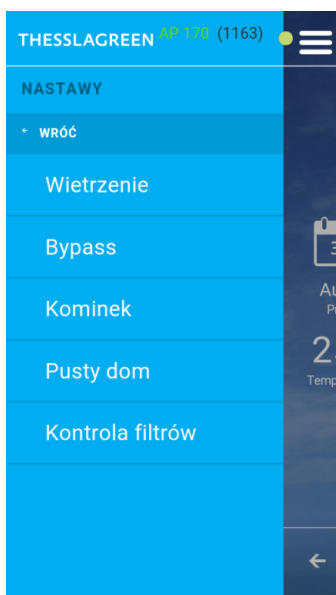 THESSLAGREEN AP 170 (1163)
NASTAWY
← WRÓĆ
Wietrzenie
Bypass
Kominek
Pusty dom
Kontrola filtrów